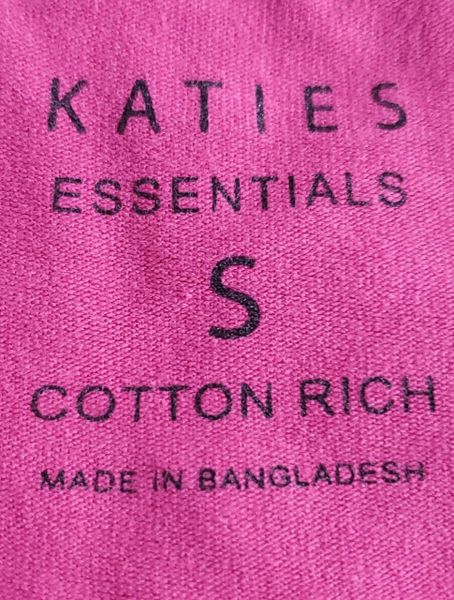 KATIES
ESSENTIALS
S
COTTON RICH
MADE IN BANGLADESH